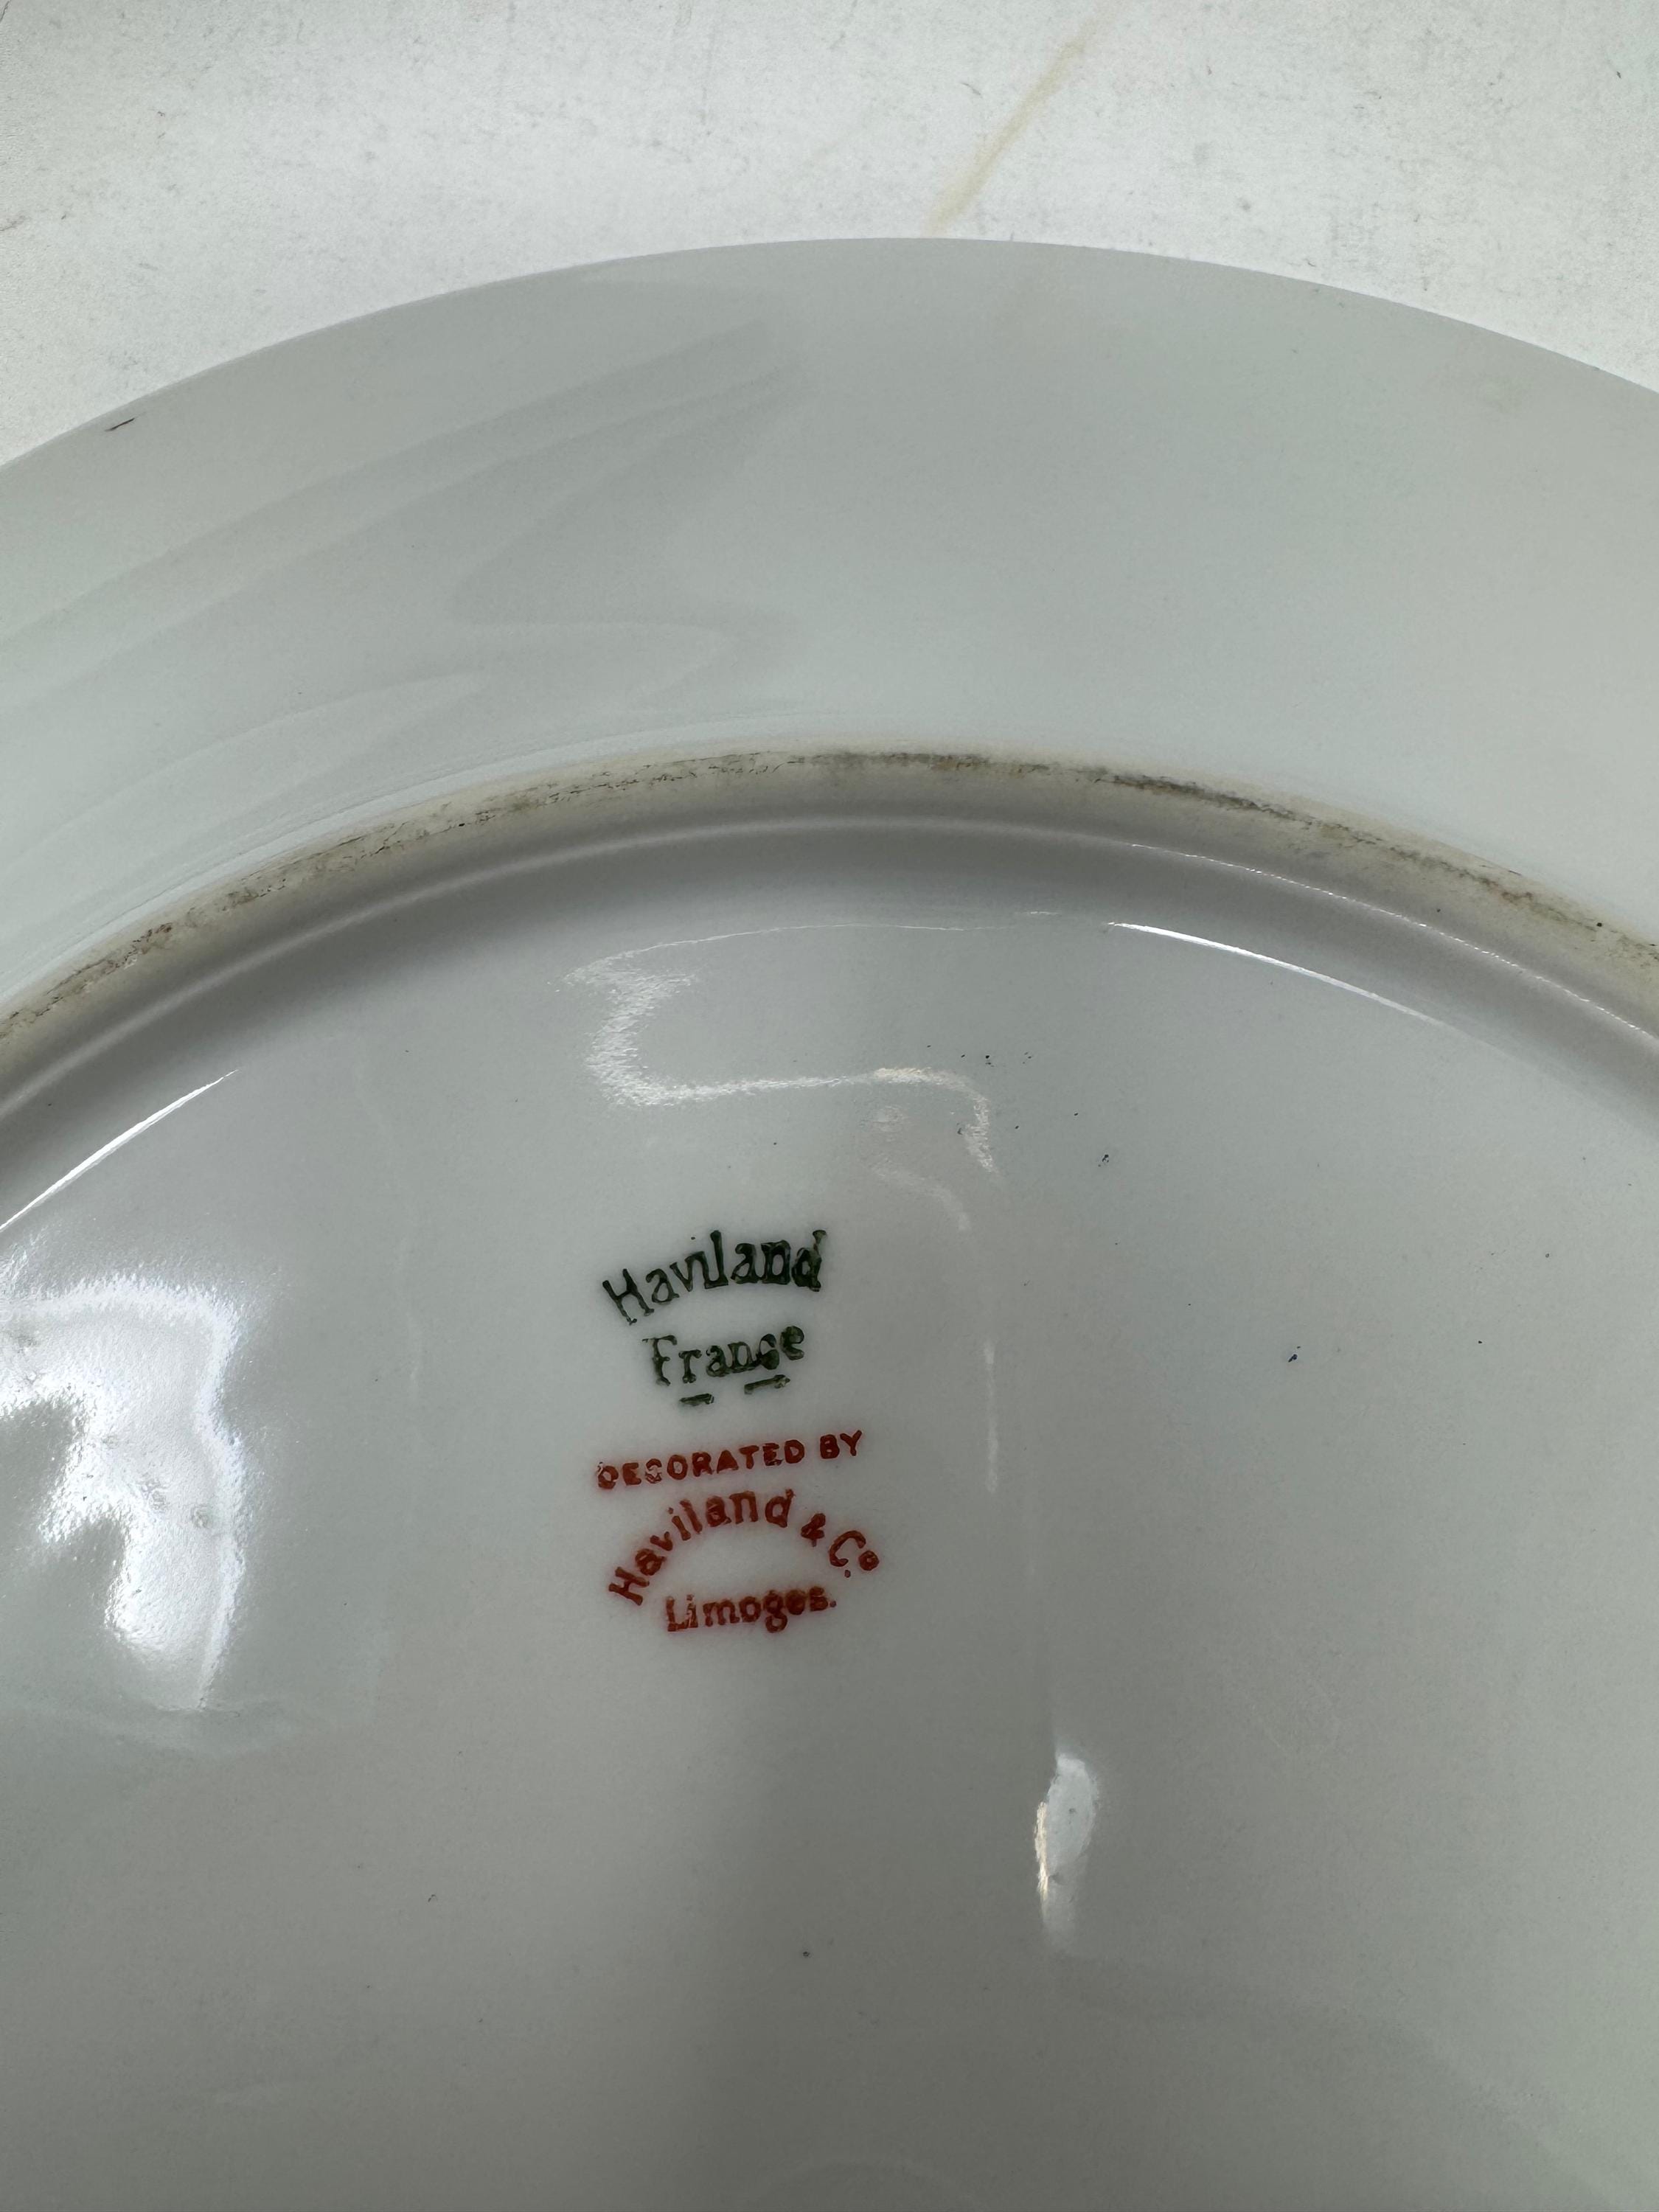 Haviland
France
DECORATED BY
Haviland & Co
Limoges.